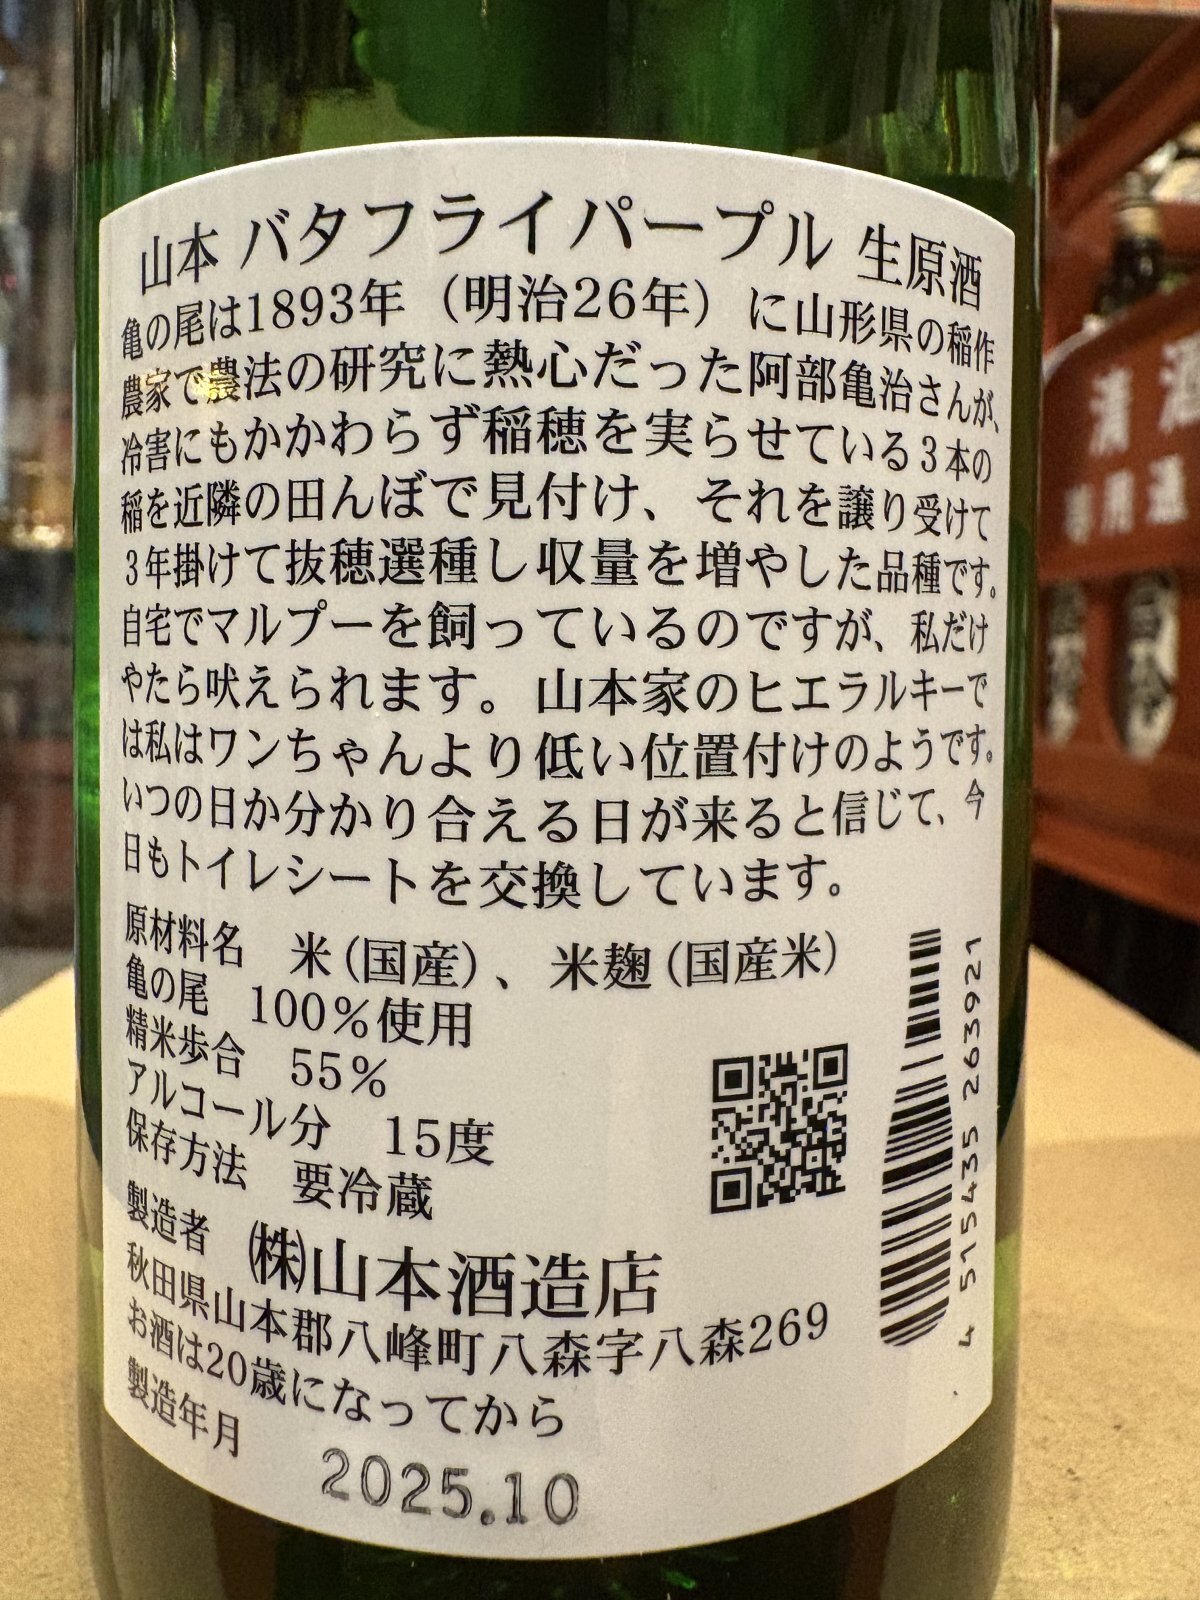 山本 バタフライパープル 生原酒
亀の尾は1893年（明治26年）に山形県の稲作
農家で農法の研究に熱心だった阿部亀治さんが、
冷害にもかかわらず稲穂を実らせている3本の
稲を近隣の田んぼで見付け、それを譲り受けて
3年掛けて抜穂選種し収量を増やした品種です。
自宅でマルプーを飼っているのですが、私だけ
やたら吠えられます。山本家のヒエラルキーで
は私はワンちゃんより低い位置付けのようです。
いつの日か分かり合える日が来ると信じて、今
日もトイレシートを交換しています。
原材料名 米(国産)、米麹(国産米)
亀の尾 100％使用
精米歩合 55％
アルコール分 15度
保存方法 要冷蔵
製造者 ㈱山本酒造店
秋田県山本郡八峰町八森字八森269
お酒は20歳になってから
製造年月 2025.10
4 515435 263921
清酒